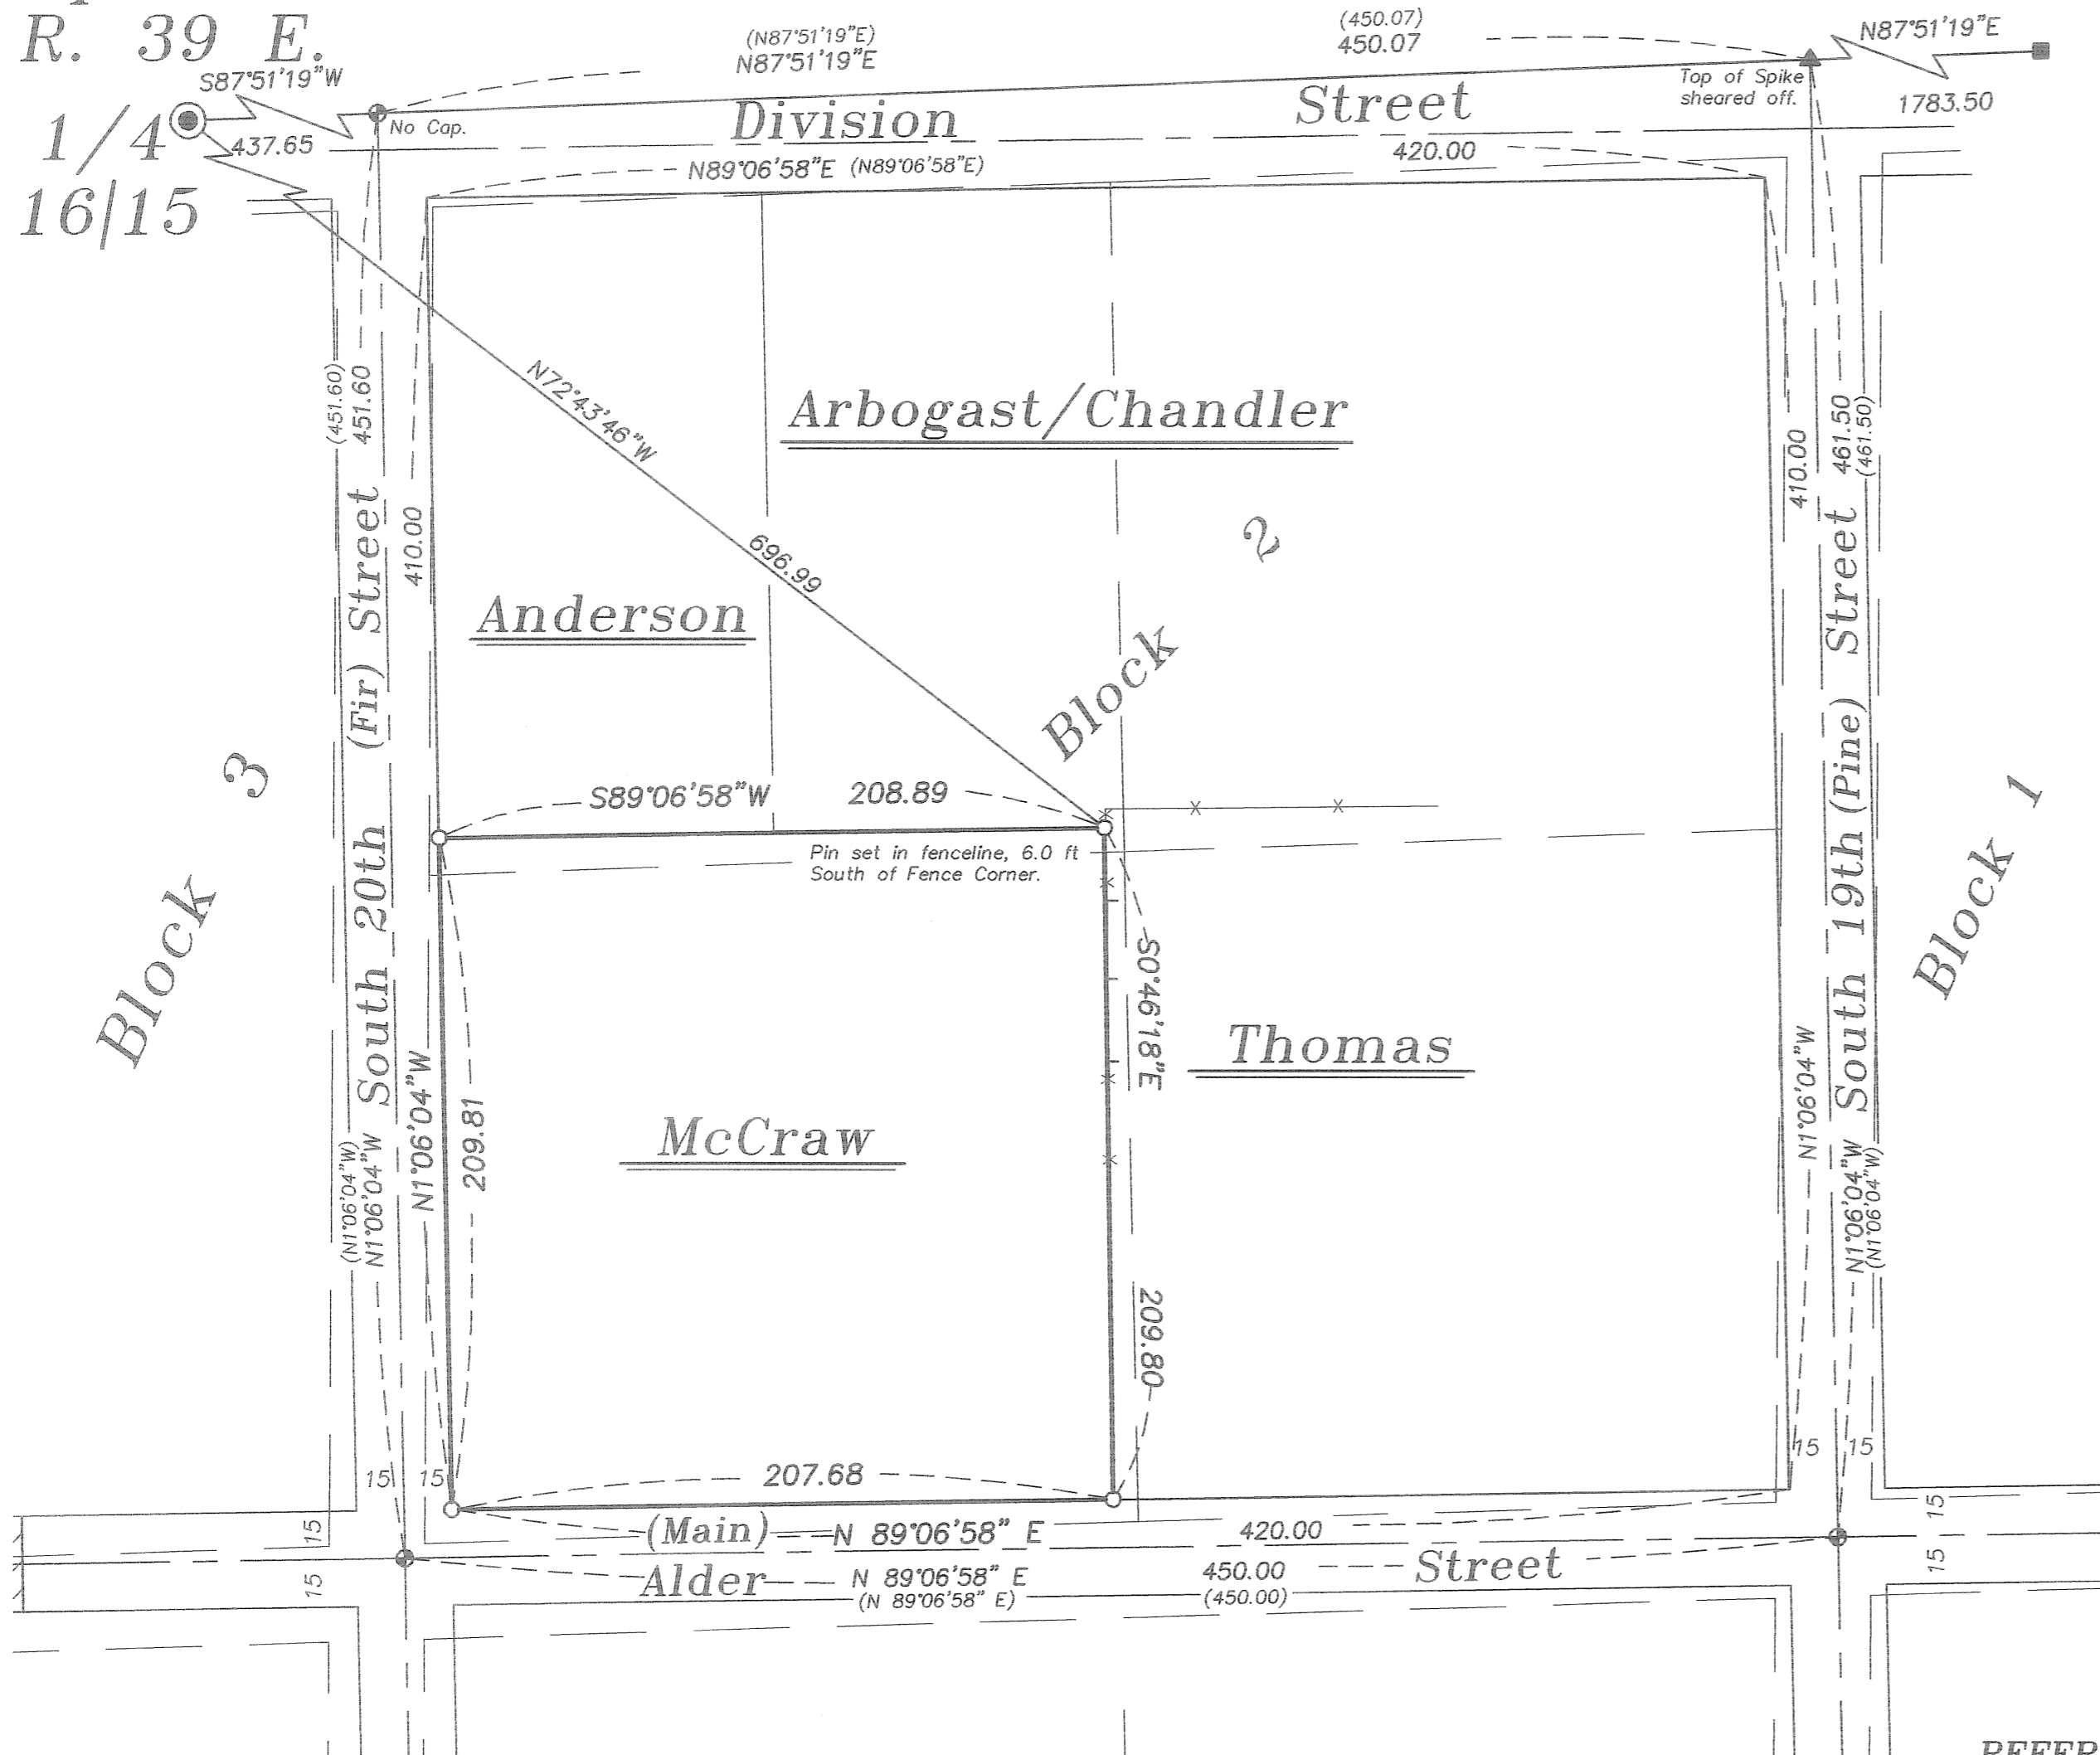 R. 39 E.
1/4
16|15
S87°51'19"W
437.65
No Cap.
(N87°51'19"E)
N87°51'19"E
(450.07)
450.07
N87°51'19"E
1783.50
Top of Spike
sheared off.
Division Street
N89°06'58"E (N89°06'58"E)
420.00
(451.60)
451.60
410.00
N72°43'46"W
696.99
Arbogast/Chandler
Anderson
Block 2
410.00
461.50
(461.50)
South 20th (Fir) Street
South 19th (Pine) Street
Block 3
Block 1
S89°06'58"W 208.89
Pin set in fenceline, 6.0 ft
South of Fence Corner.
S0°46'18"E
209.80
Thomas
McCraw
N1°06'04"W
209.81
(N1°06'04"W)
N1°06'04"W
N1°06'04"W
N1°06'04"W
(N1°06'04"W)
15
15
15
15
207.68
15
15
15
15
(Main) N 89°06'58" E
420.00
Alder Street
N 89°06'58" E 450.00
(N 89°06'58" E) (450.00)